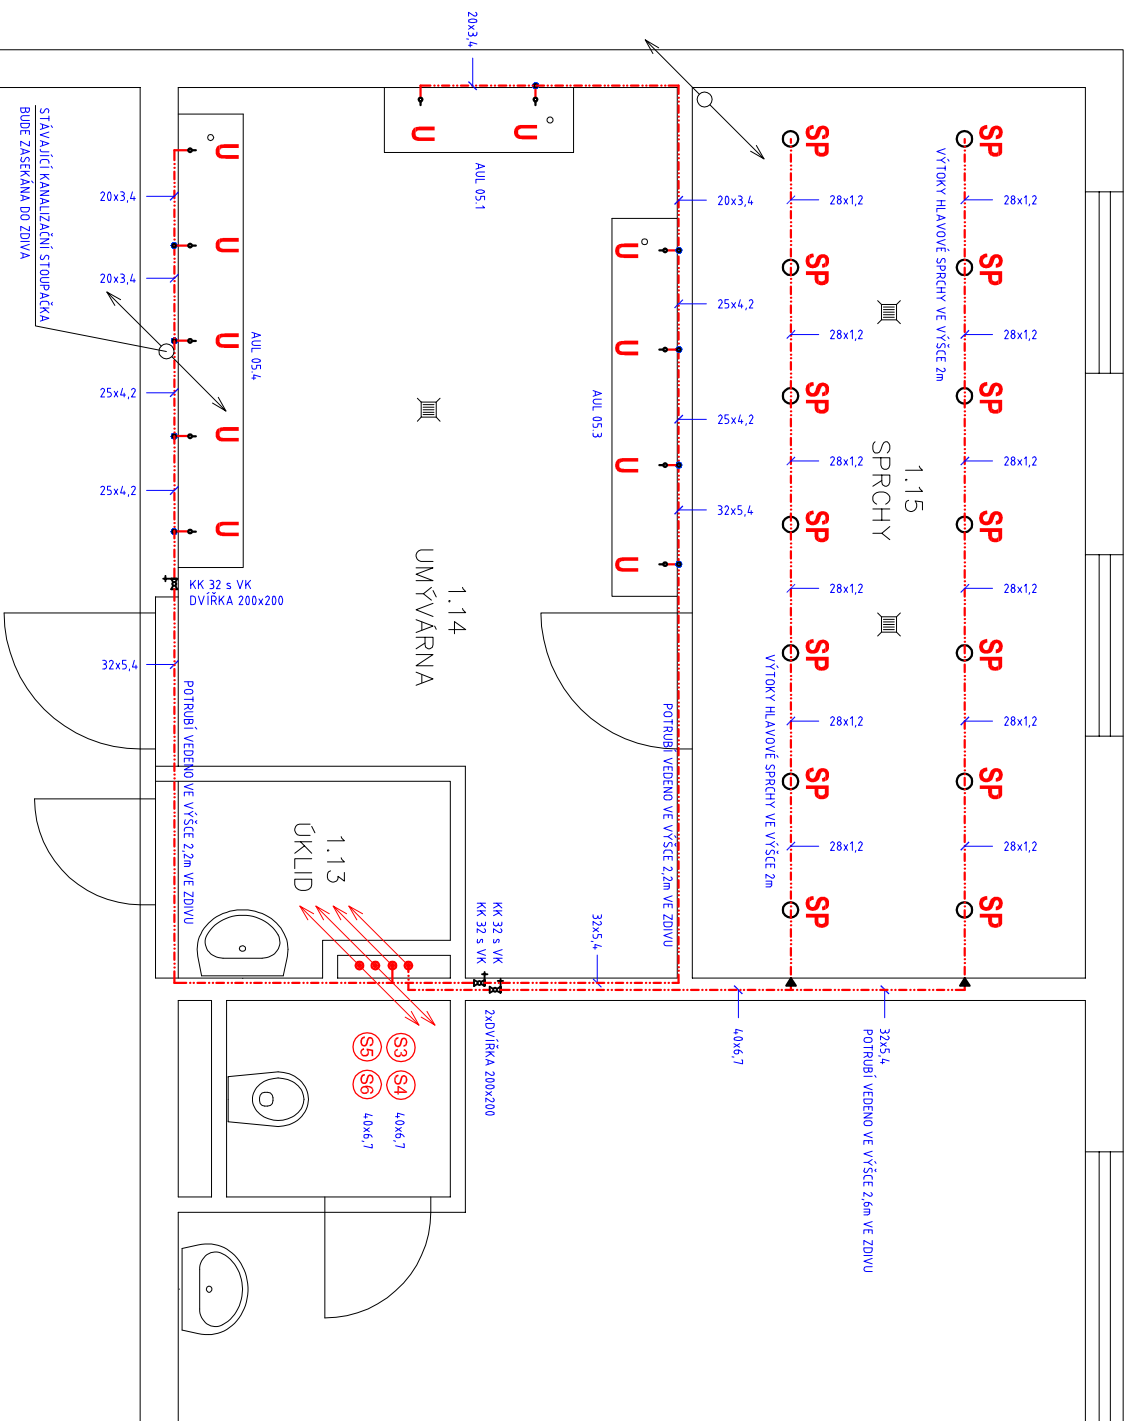 20x3,4
SP
SP
SP
SP
SP
SP
SP
28x1,2
28x1,2
28x1,2
28x1,2
28x1,2
28x1,2
VÝTOKY HLAVOVÉ SPRCHY VE VÝŠCE 2m
1.15
SPRCHY
SP
SP
SP
SP
SP
SP
SP
28x1,2
28x1,2
28x1,2
28x1,2
28x1,2
28x1,2
VÝTOKY HLAVOVÉ SPRCHY VE VÝŠCE 2m
20x3,4
25x4,2
25x4,2
32x5,4
U
U
U
U
AUL 05.3
POTRUBÍ VEDENO VE VÝŠCE 2,2m VE ZDIVU
U
U
AUL 05.1
1.14
UMÝVÁRNA
U
U
U
U
U
AUL 05.4
20x3,4
20x3,4
25x4,2
25x4,2
32x5,4
KK 32 s VK
DVÍŘKA 200x200
POTRUBÍ VEDENO VE VÝŠCE 2,2m VE ZDIVU
STÁVAJÍCÍ KANALIZAČNÍ STOUPAČKA
BUDE ZASEKÁNA DO ZDIVA
1.13
ÚKLID
KK 32 s VK
KK 32 s VK
2xDVÍŘKA 200x200
32x5,4
40x6,7
32x5,4
POTRUBÍ VEDENO VE VÝŠCE 2,6m VE ZDIVU
S3 S4 40x6,7
S5 S6 40x6,7